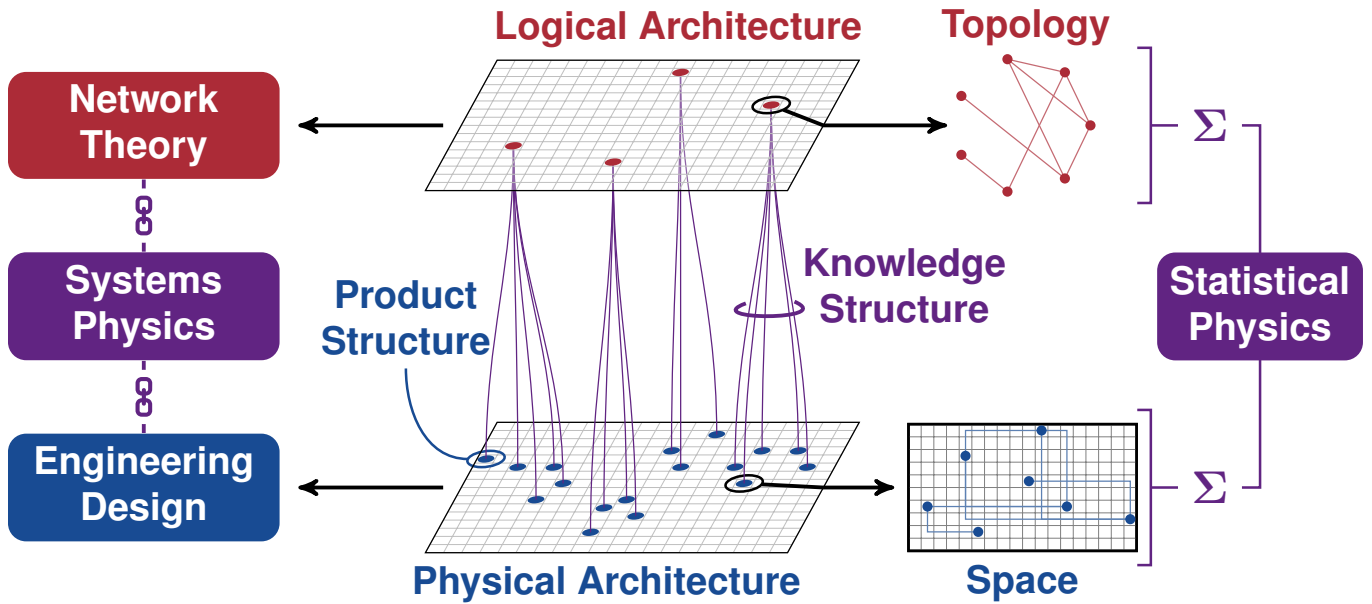 Logical Architecture
Topology
Network
Theory
Σ
Systems
Physics
Product
Structure
Knowledge
Structure
Statistical
Physics
Engineering
Design
Σ
Physical Architecture
Space